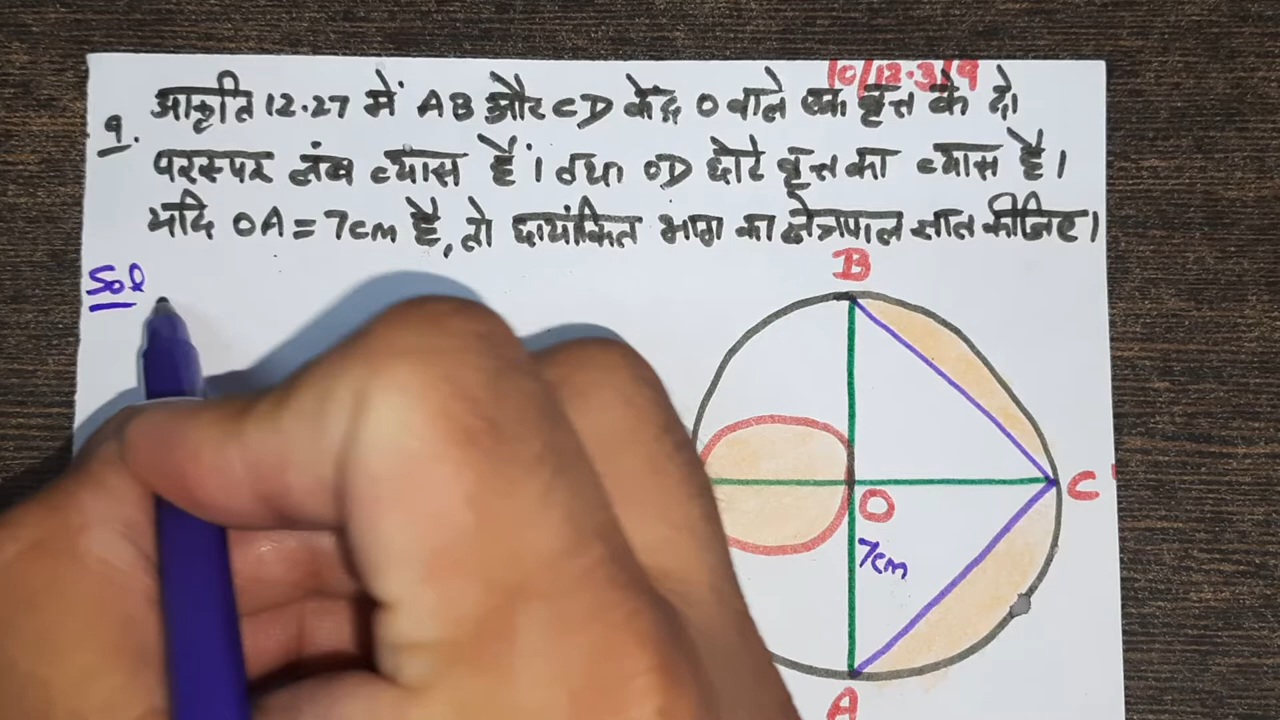 10/12.3/9
9. आकृति 12.27 में AB और CD केंद्र O वाले एक वृत्त के दो
परस्पर लंब व्यास हैं। तथा OD छोटे वृत्त का व्यास है।
यदि OA = 7cm है, तो छायांकित भाग का क्षेत्रफल ज्ञात कीजिए।
Sol
B
C
O
7cm
A